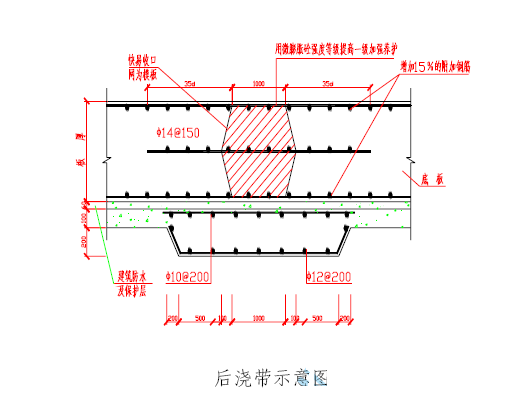 快易收口
网为模板
用微膨胀砼强度等级提高一级加强养护
增加15%的附加钢筋
35d
1000
35d
Φ14@150
板 厚
底 板
100
200
建筑防水
及保护层
Φ10@200
Φ12@200
200
500
1000
500
200
后浇带示意图